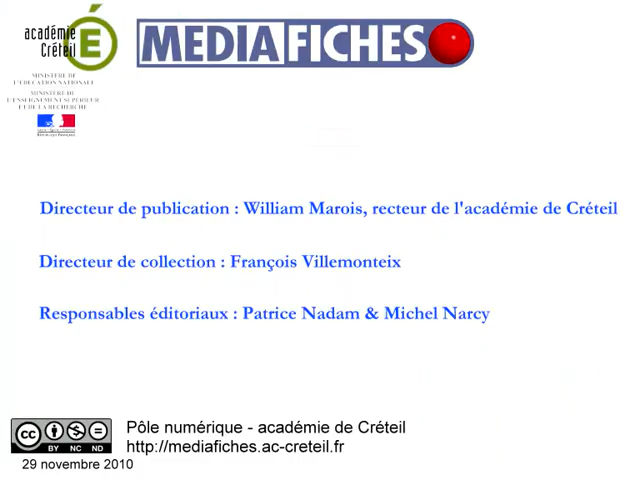 académie
Créteil
MEDIAFICHES
MINISTÈRE DE
L'ÉDUCATION NATIONALE
MINISTÈRE DE
L'ENSEIGNEMENT SUPÉRIEUR
ET DE LA RECHERCHE
Directeur de publication : William Marois, recteur de l'académie de Créteil
Directeur de collection : François Villemonteix
Responsables éditoriaux : Patrice Nadam & Michel Narcy
cc BY NC ND
Pôle numérique - académie de Créteil
http://mediafiches.ac-creteil.fr
29 novembre 2010